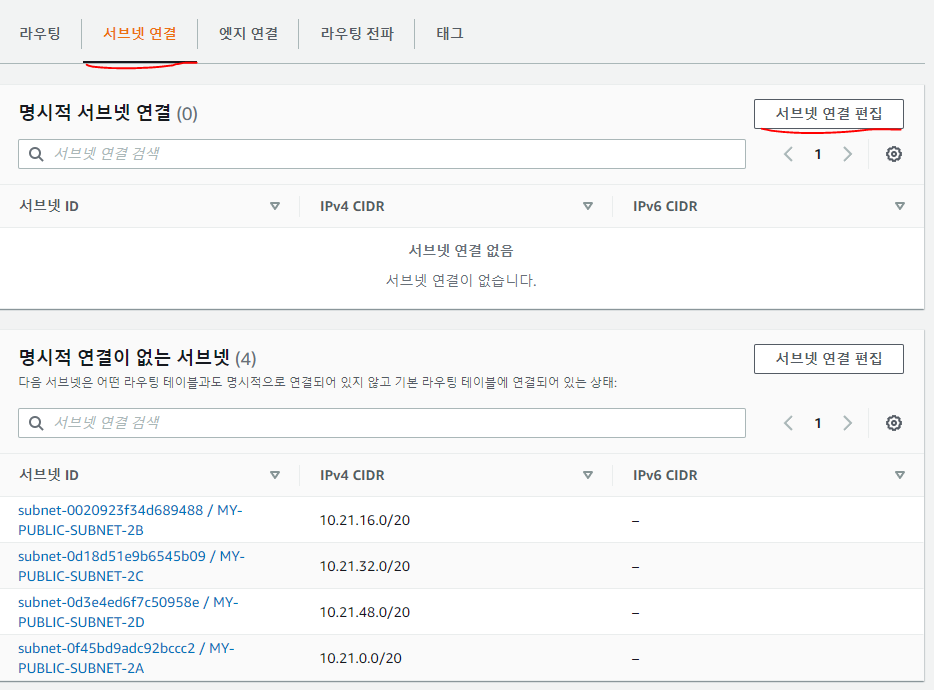 라우팅 서브넷 연결 엣지 연결 라우팅 전파 태그
명시적 서브넷 연결 (0) 서브넷 연결 편집
서브넷 연결 검색 1
서브넷 ID IPv4 CIDR IPv6 CIDR
서브넷 연결 없음
서브넷 연결이 없습니다.
명시적 연결이 없는 서브넷 (4) 서브넷 연결 편집
다음 서브넷은 어떤 라우팅 테이블과도 명시적으로 연결되어 있지 않고 기본 라우팅 테이블에 연결되어 있는 상태:
서브넷 연결 검색 1
서브넷 ID IPv4 CIDR IPv6 CIDR
subnet-0020923f34d689488 / MY-
PUBLIC-SUBNET-2B 10.21.16.0/20 –
subnet-0d18d51e9b6545b09 / MY-
PUBLIC-SUBNET-2C 10.21.32.0/20 –
subnet-0d3e4ed6f7c50958e / MY-
PUBLIC-SUBNET-2D 10.21.48.0/20 –
subnet-0f45bd9adc92bccc2 / MY-
PUBLIC-SUBNET-2A 10.21.0.0/20 –